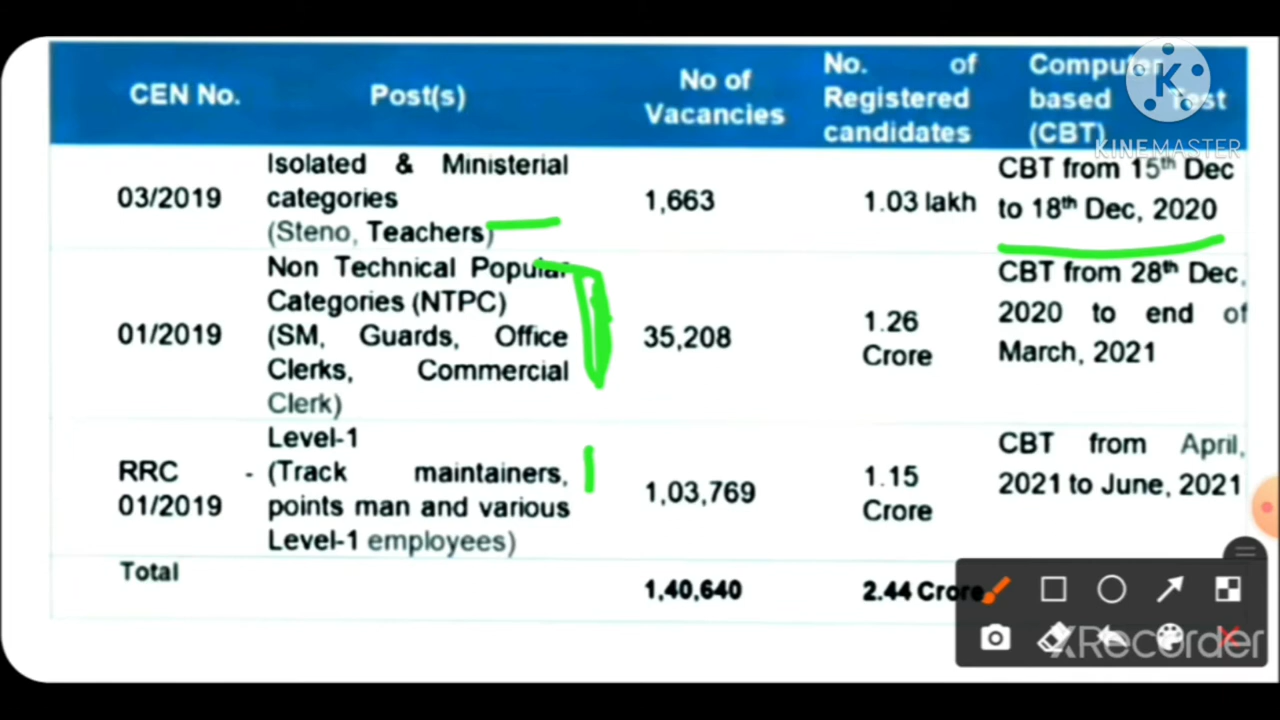 CEN No. Post(s) No of Vacancies No. of Registered candidates Computer based Test (CBT)
KINEMASTER
03/2019 Isolated & Ministerial categories (Steno, Teachers) 1,663 1.03 lakh CBT from 15th Dec to 18th Dec, 2020
01/2019 Non Technical Popular Categories (NTPC) (SM, Guards, Office Clerks, Commercial Clerk) 35,208 1.26 Crore CBT from 28th Dec, 2020 to end of March, 2021
RRC - 01/2019 Level-1 (Track maintainers, points man and various Level-1 employees) 1,03,769 1.15 Crore CBT from April, 2021 to June, 2021
Total 1,40,640 2.44 Crore
XRecorder